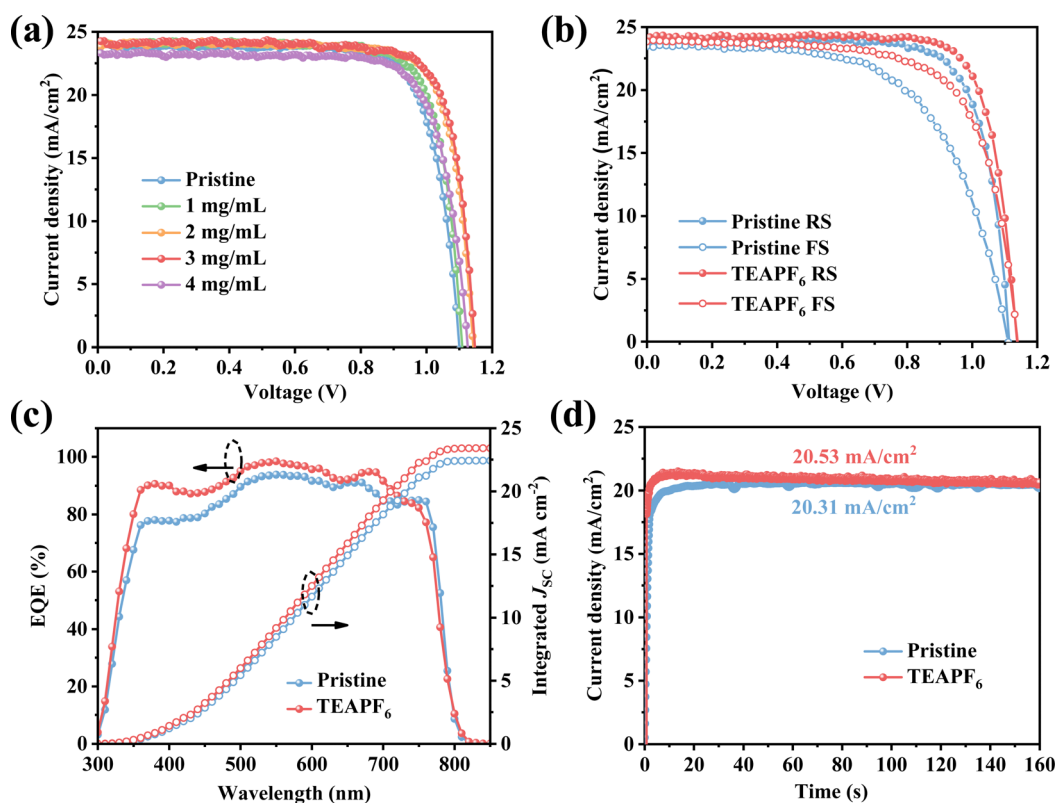 (a)
Current density (mA/cm²)
25
20
15
10
5
0
Pristine
1 mg/mL
2 mg/mL
3 mg/mL
4 mg/mL
0.0 0.2 0.4 0.6 0.8 1.0 1.2
Voltage (V)
(b)
Current density (mA/cm²)
25
20
15
10
5
0
Pristine RS
Pristine FS
TEAPF₆ RS
TEAPF₆ FS
0.0 0.2 0.4 0.6 0.8 1.0 1.2
Voltage (V)
(c)
EQE (%)
100
80
60
40
20
0
Pristine
TEAPF₆
24
20
15
10
5
0
Integrated J_SC (mA cm⁻²)
300 400 500 600 700 800
Wavelength (nm)
(d)
Current density (mA/cm²)
25
20
15
10
5
0
20.53 mA/cm²
20.31 mA/cm²
Pristine
TEAPF₆
0 20 40 60 80 100 120 140 160
Time (s)